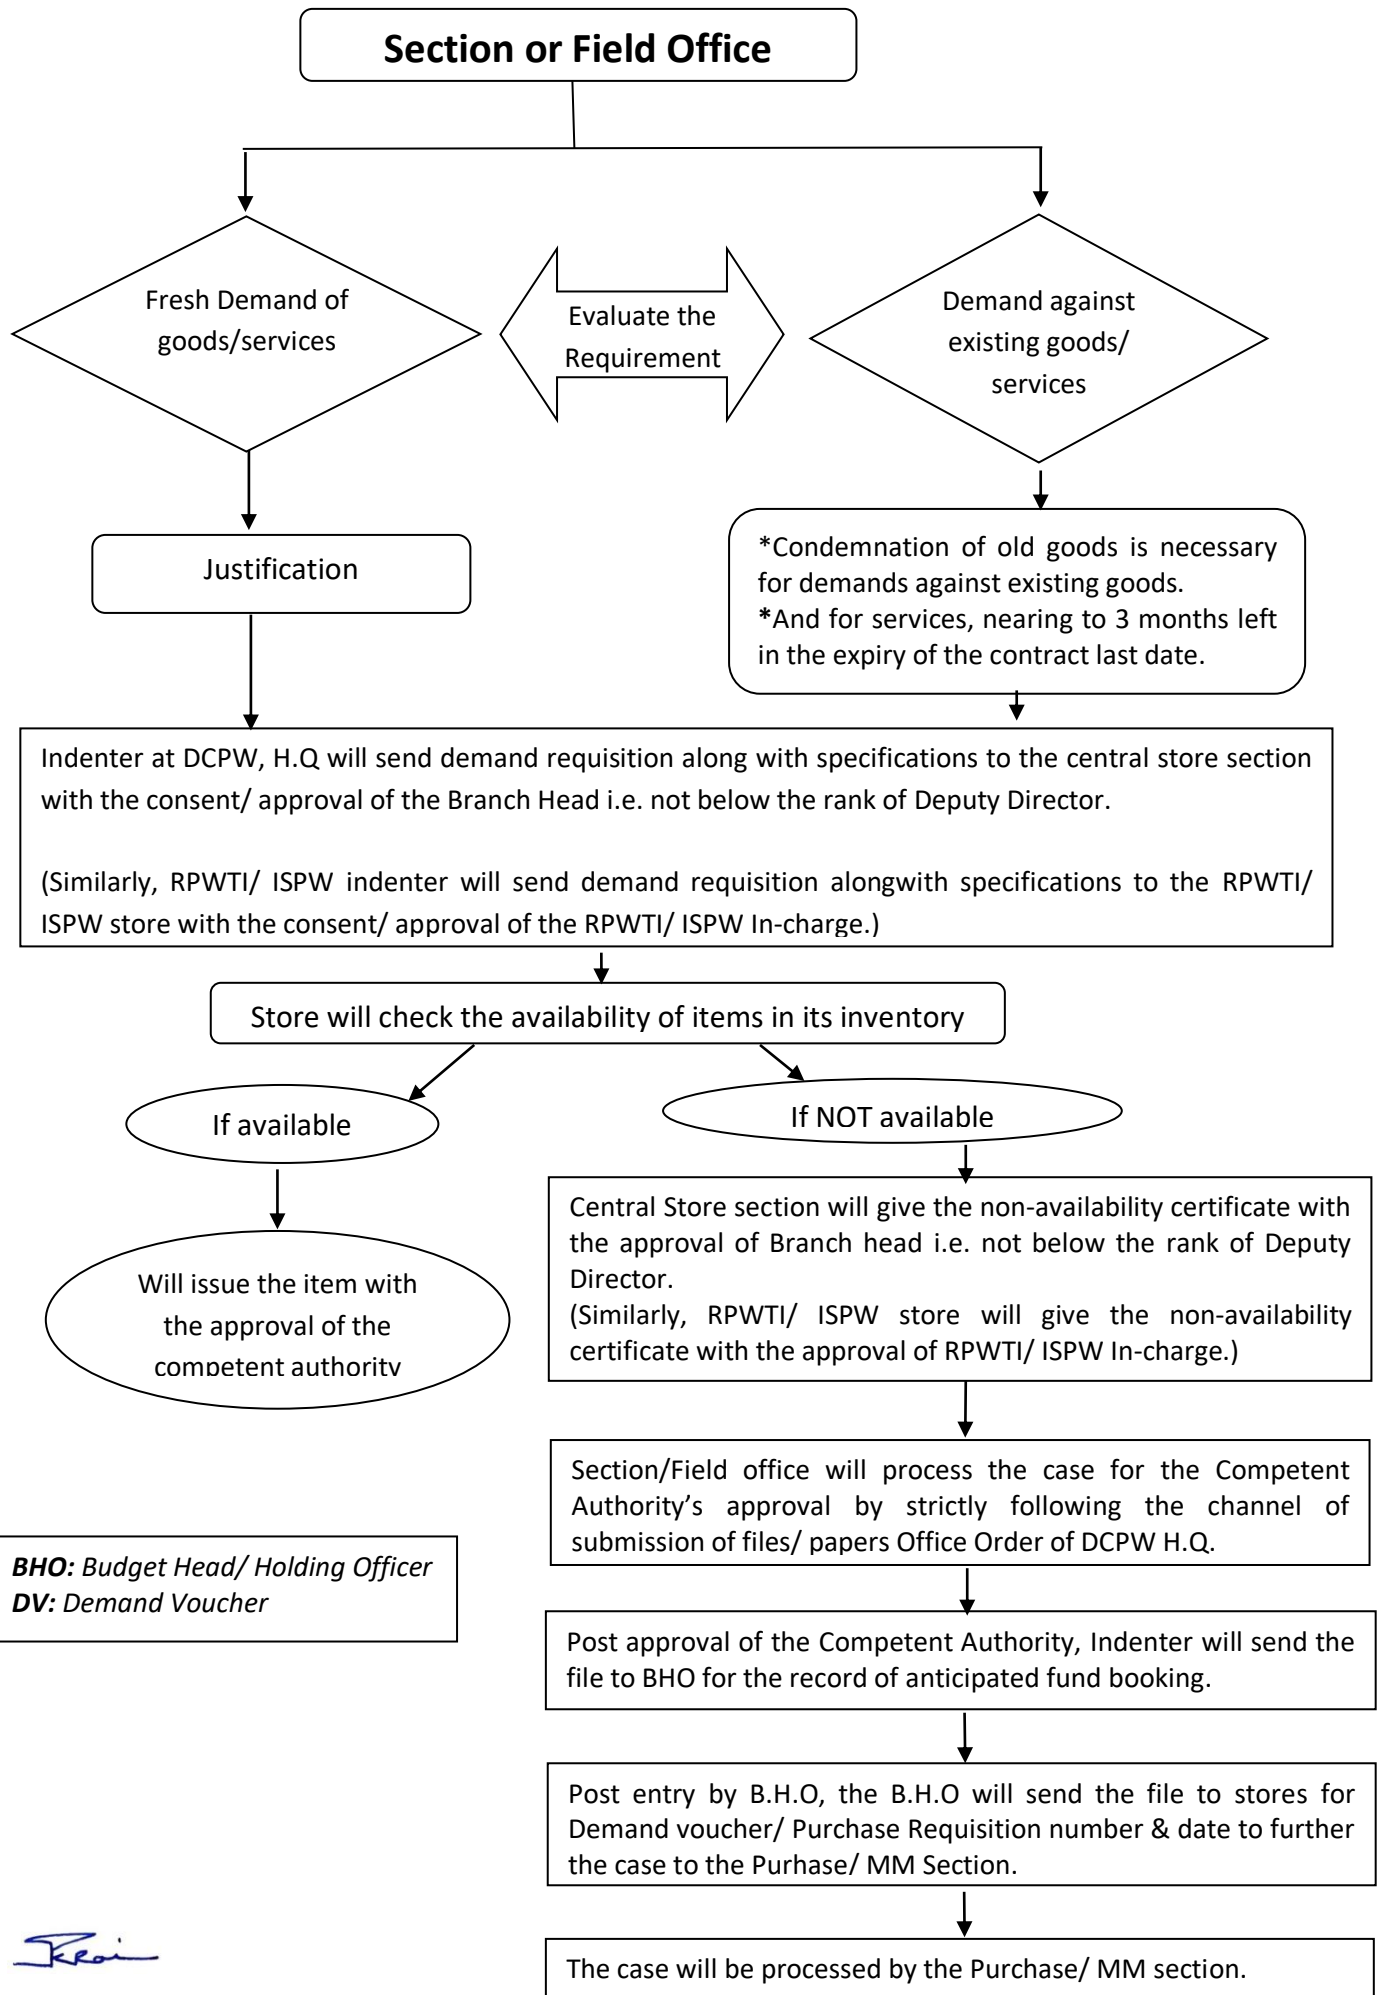 Section or Field Office
Fresh Demand of
goods/services
Evaluate the
Requirement
Demand against
existing goods/
services
Justification
*Condemnation of old goods is necessary
for demands against existing goods.
*And for services, nearing to 3 months left
in the expiry of the contract last date.
Indenter at DCPW, H.Q will send demand requisition along with specifications to the central store section
with the consent/ approval of the Branch Head i.e. not below the rank of Deputy Director.
(Similarly, RPWTI/ ISPW indenter will send demand requisition alongwith specifications to the RPWTI/
ISPW store with the consent/ approval of the RPWTI/ ISPW In-charge.)
Store will check the availability of items in its inventory
If available
If NOT available
Will issue the item with
the approval of the
competent authority
Central Store section will give the non-availability certificate with
the approval of Branch head i.e. not below the rank of Deputy
Director.
(Similarly, RPWTI/ ISPW store will give the non-availability
certificate with the approval of RPWTI/ ISPW In-charge.)
Section/Field office will process the case for the Competent
Authority’s approval by strictly following the channel of
submission of files/ papers Office Order of DCPW H.Q.
BHO: Budget Head/ Holding Officer
DV: Demand Voucher
Post approval of the Competent Authority, Indenter will send the
file to BHO for the record of anticipated fund booking.
Post entry by B.H.O, the B.H.O will send the file to stores for
Demand voucher/ Purchase Requisition number & date to further
the case to the Purhase/ MM Section.
The case will be processed by the Purchase/ MM section.